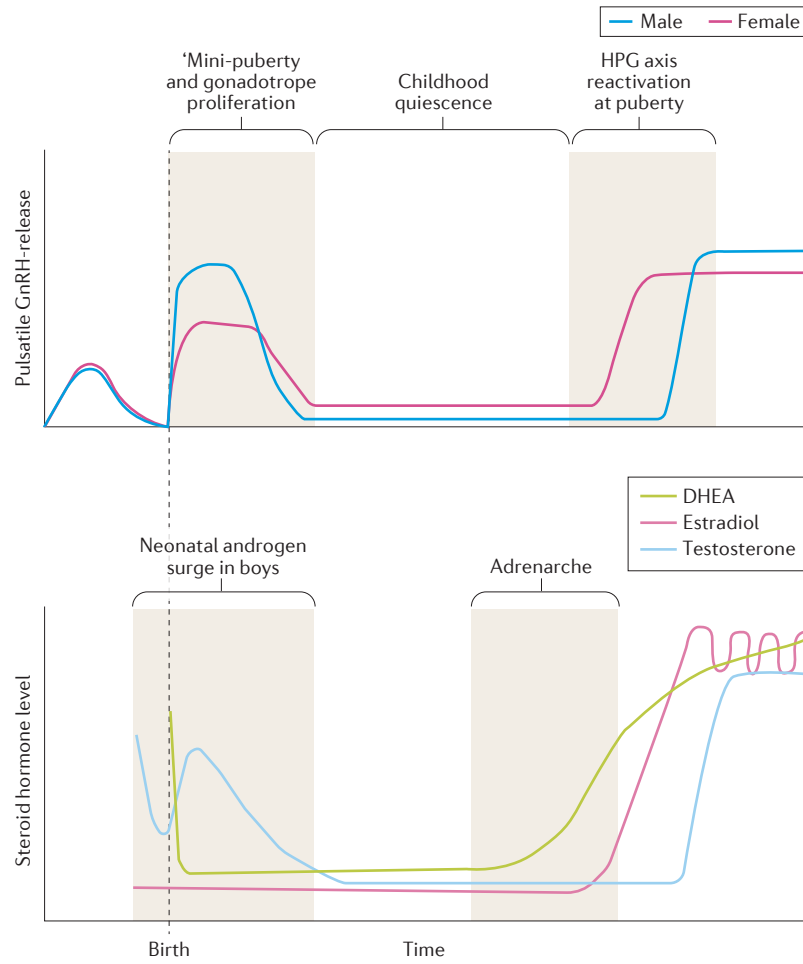 Male Female
‘Mini-puberty
and gonadotrope
proliferation
Childhood
quiescence
HPG axis
reactivation
at puberty
Pulsatile GnRH-release
DHEA
Estradiol
Testosterone
Neonatal androgen
surge in boys
Adrenarche
Steroid hormone level
Birth
Time